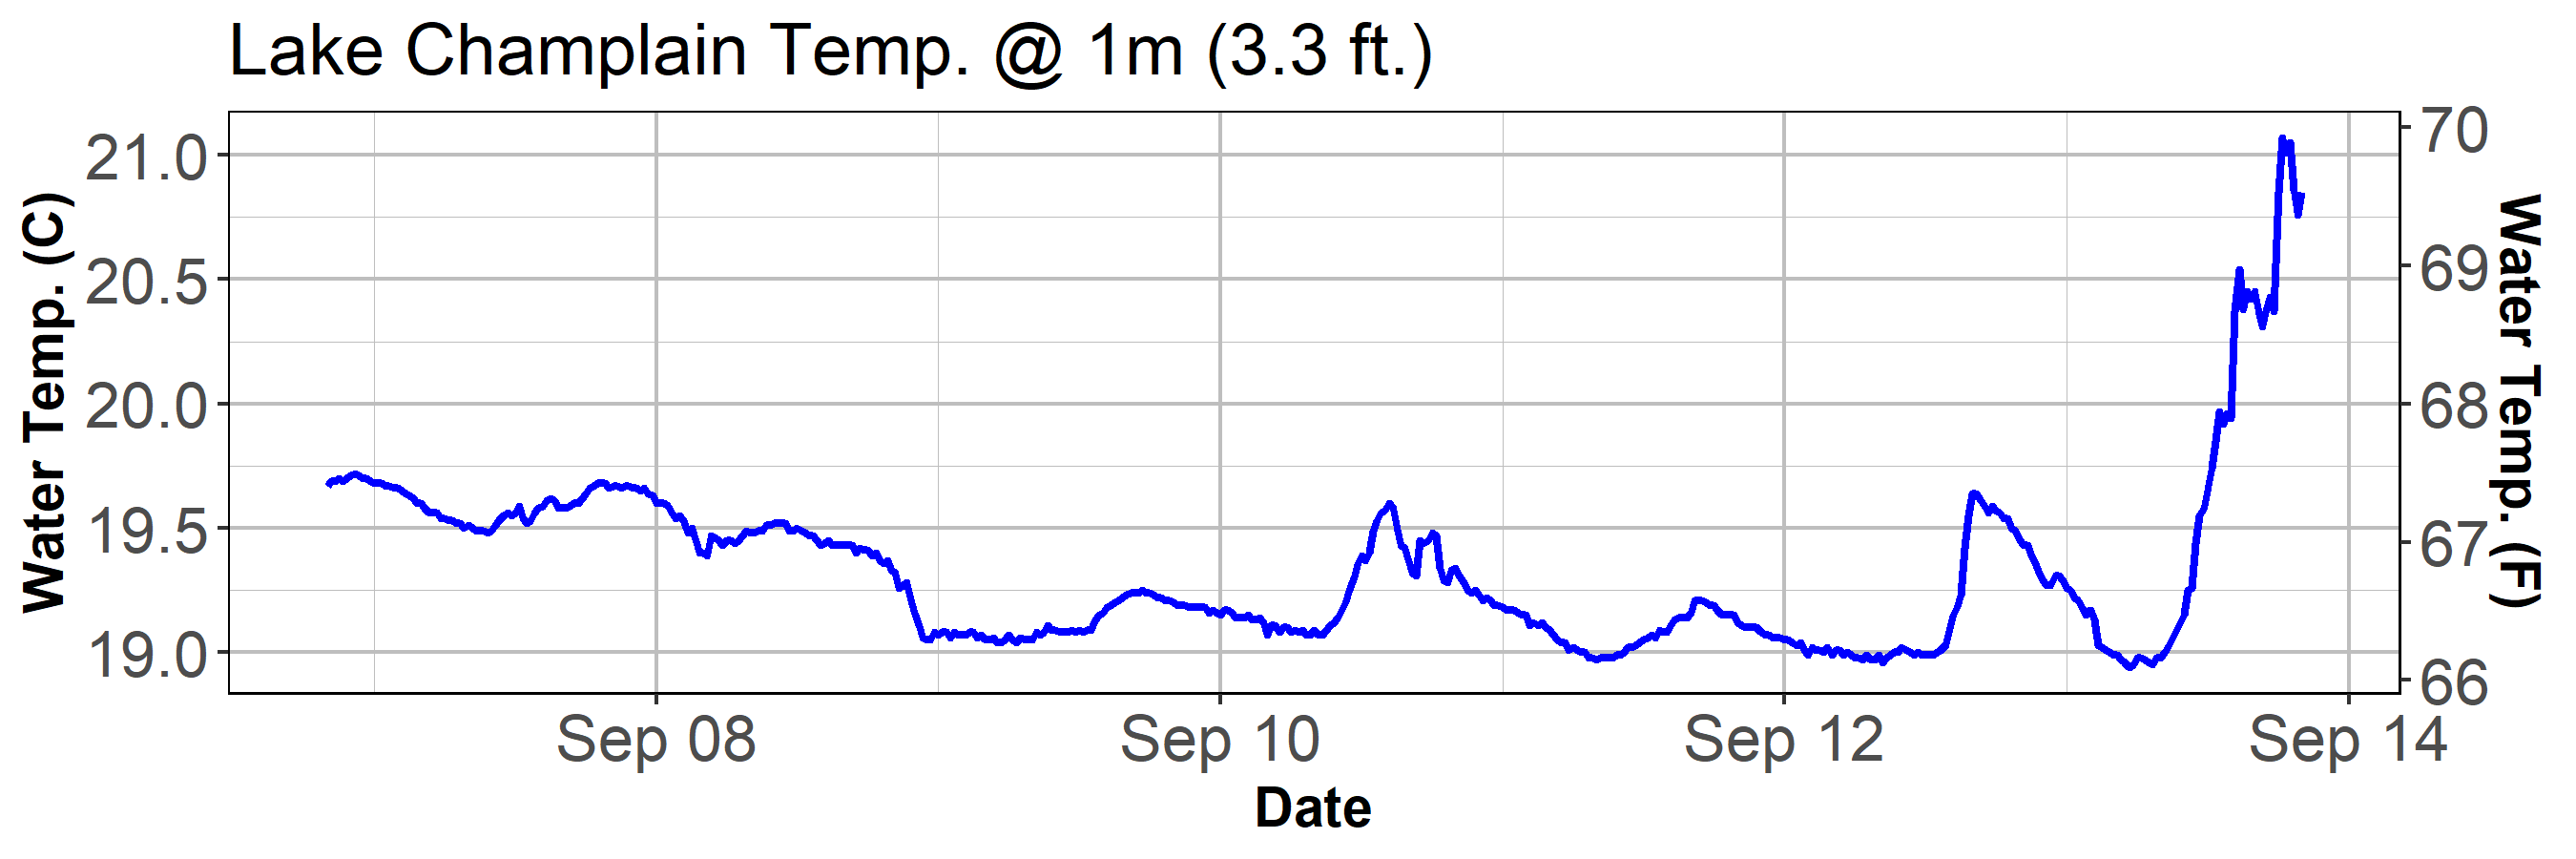 Lake Champlain Temp. @ 1m (3.3 ft.)
Water Temp. (C)
21.0
20.5
20.0
19.5
19.0
70
69
68
67
66
Water Temp. (F)
Sep 08 Sep 10 Sep 12 Sep 14
Date